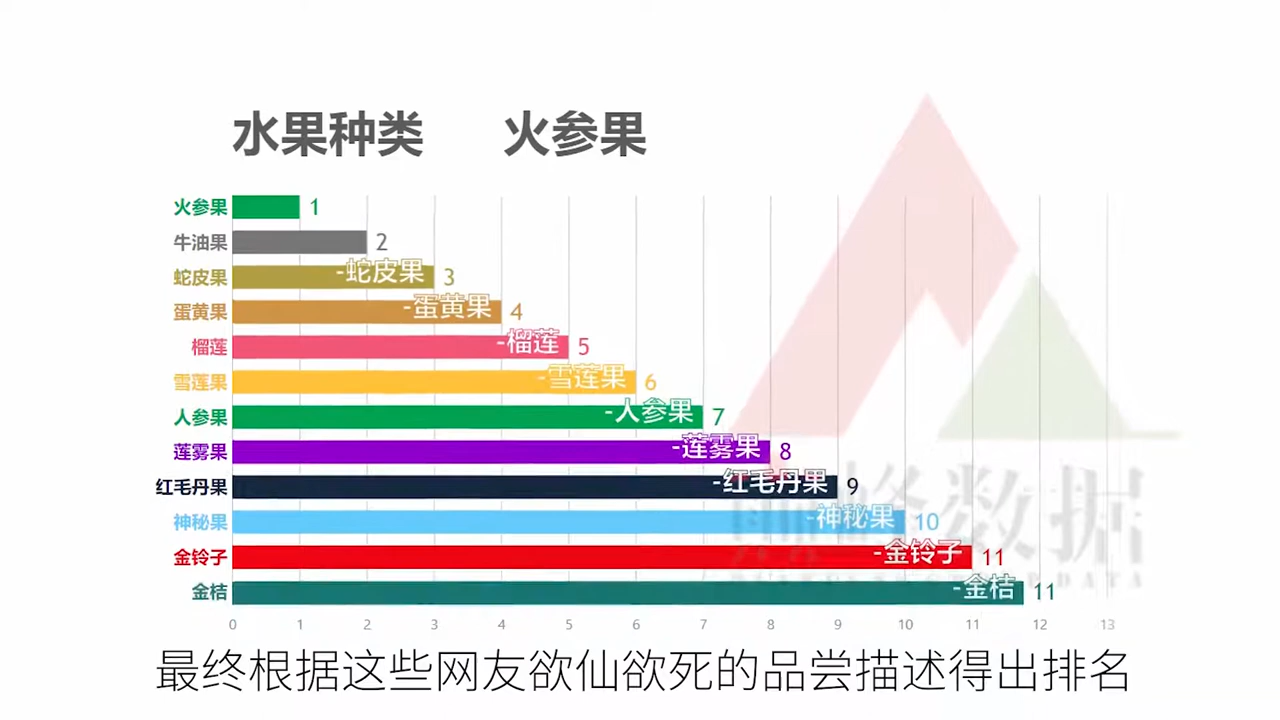 水果种类 火参果
火参果 1
牛油果 2
蛇皮果 -蛇皮果 3
蛋黄果 -蛋黄果 4
榴莲 -榴莲 5
雪莲果 -雪莲果 6
人参果 -人参果 7
莲雾果 -莲雾果 8
红毛丹果 -红毛丹果 9
神秘果 -神秘果 10
金铃子 -金铃子 11
金桔 -金桔 11
0 1 2 3 4 5 6 7 8 9 10 11 12 13
数据
DATA
最终根据这些网友欲仙欲死的品尝描述得出排名